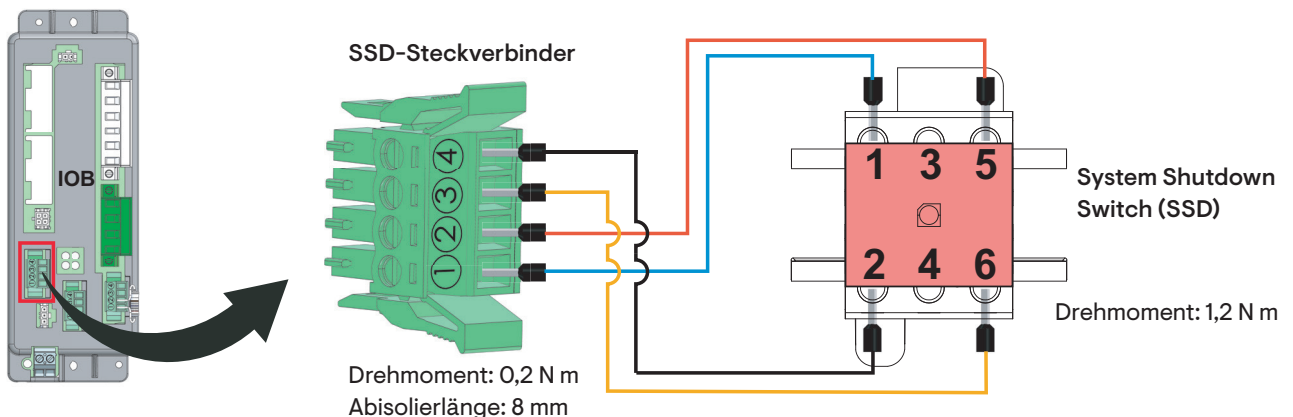 SSD-Steckverbinder
IOB
4
3
2
1
1 3 5
2 4 6
System Shutdown
Switch (SSD)
Drehmoment: 1,2 N m
Drehmoment: 0,2 N m
Abisolierlänge: 8 mm